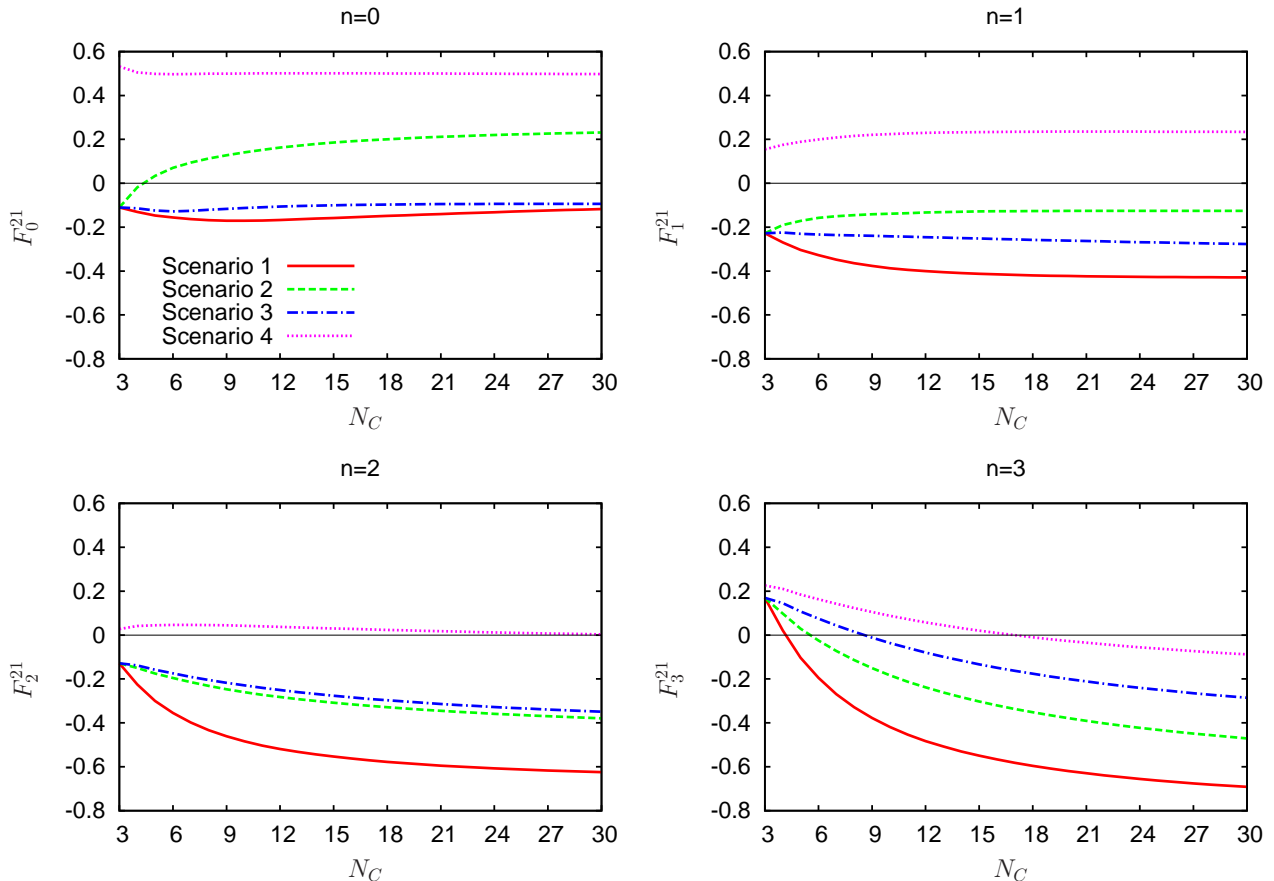 n=0
0.6
0.4
0.2
0
-0.2
-0.4
-0.6
-0.8
F_0^{21}
Scenario 1
Scenario 2
Scenario 3
Scenario 4
3 6 9 12 15 18 21 24 27 30
N_C
n=1
0.6
0.4
0.2
0
-0.2
-0.4
-0.6
-0.8
F_1^{21}
3 6 9 12 15 18 21 24 27 30
N_C
n=2
0.6
0.4
0.2
0
-0.2
-0.4
-0.6
-0.8
F_2^{21}
3 6 9 12 15 18 21 24 27 30
N_C
n=3
0.6
0.4
0.2
0
-0.2
-0.4
-0.6
-0.8
F_3^{21}
3 6 9 12 15 18 21 24 27 30
N_C